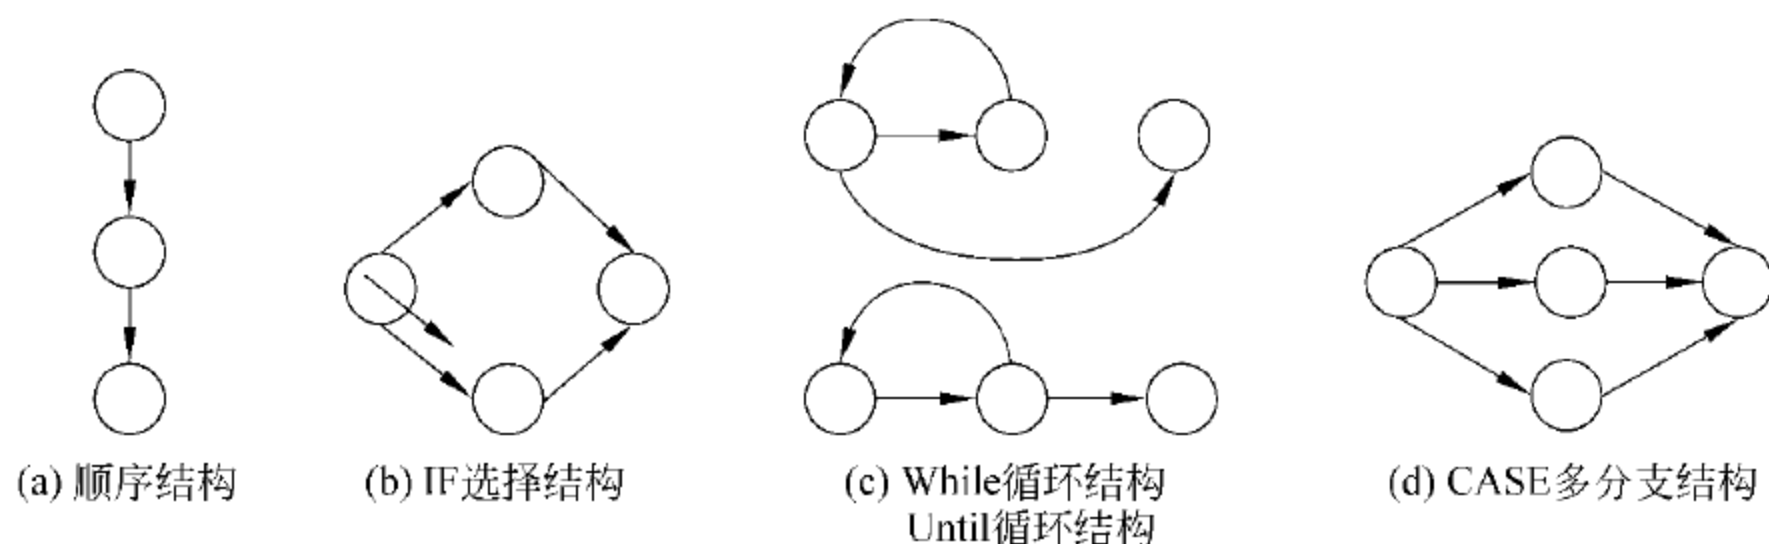 (a) 顺序结构
(b) IF选择结构
(c) While循环结构
Until循环结构
(d) CASE多分支结构